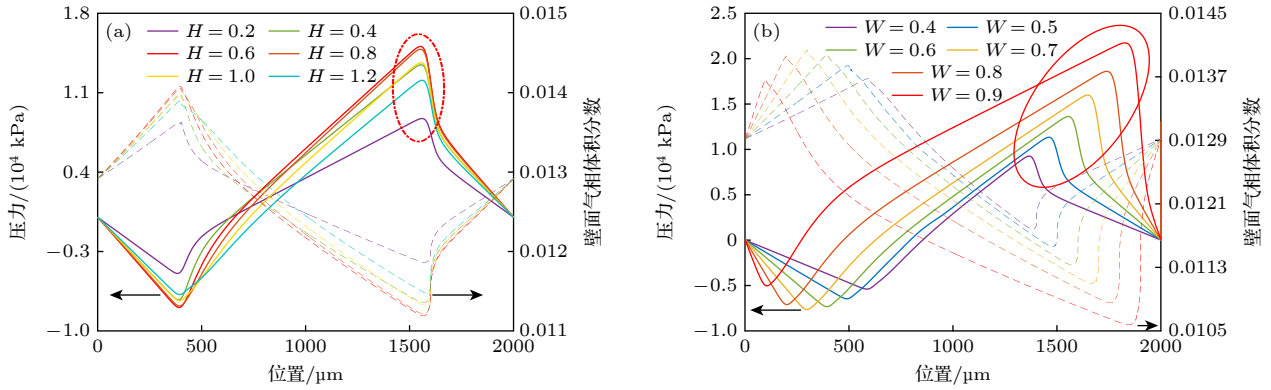 (a)
H = 0.2
H = 0.4
H = 0.6
H = 0.8
H = 1.0
H = 1.2
1.8
1.1
0.4
−0.3
−1.0
压力/(10⁴ kPa)
0
500
1000
1500
2000
位置/µm
0.015
0.014
0.013
0.012
0.011
壁面气相体积分数
(b)
W = 0.4
W = 0.5
W = 0.6
W = 0.7
W = 0.8
W = 0.9
2.5
2.0
1.5
1.0
0.5
0
−0.5
−1.0
压力/(10⁴ kPa)
0
500
1000
1500
2000
位置/µm
0.0145
0.0137
0.0129
0.0121
0.0113
0.0105
壁面气相体积分数